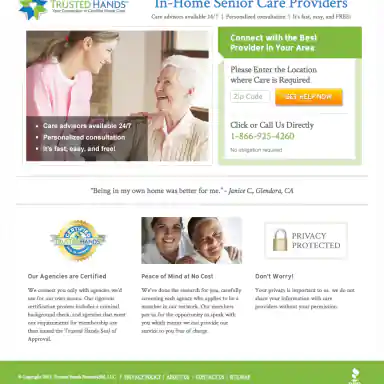 TRUSTED HANDS
Your Connection to Certified Home Care
In-Home Senior Care Providers
Care advisors available 24/7 | Personalized consultation | It's fast, easy, and FREE!
Connect with the Best
Provider in Your Area
Please Enter the Location
where Care is Required
Zip Code
GET HELP NOW
Click or Call Us Directly
1-866-925-4260
No obligation required
• Care advisors available 24/7
• Personalized consultation
• It's fast, easy, and free!
"Being in my own home was better for me." - Janice C, Glendora, CA
CERTIFIED
TRUSTED HANDS
PRIVACY
PROTECTED
Our Agencies are Certified
We connect you only with agencies we'd
use for our own moms. Our rigorous
certification process includes a criminal
background check, and agencies that meet
our requirements for membership are
then issued the Trusted Hands Seal of
Approval.
Peace of Mind at No Cost
We've done the research for you, carefully
screening each agency who applies to be a
member in our network. Our members
pay us for the opportunity to speak with
you which means we can provide our
service to you free of charge.
Don't Worry!
Your privacy is important to us. we do not
share your information with care
providers without your permission.
Copyright 2011. Trusted Hands Network, LLC. | PRIVACY POLICY | ABOUT US | CONTACT US | SITE MAP
BBB